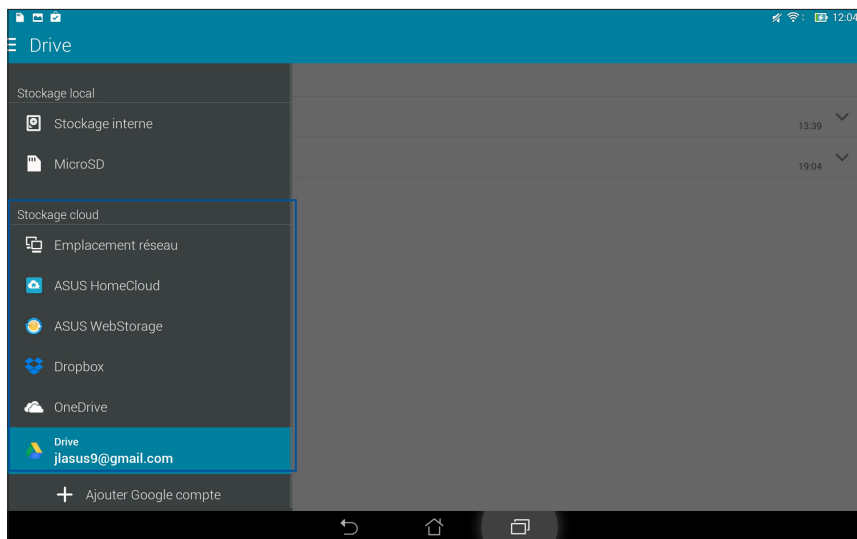 12:04
Drive
Stockage local
Stockage interne
13:39
MicroSD
19:04
Stockage cloud
Emplacement réseau
ASUS HomeCloud
ASUS WebStorage
Dropbox
OneDrive
Drive
jlasus9@gmail.com
Ajouter Google compte